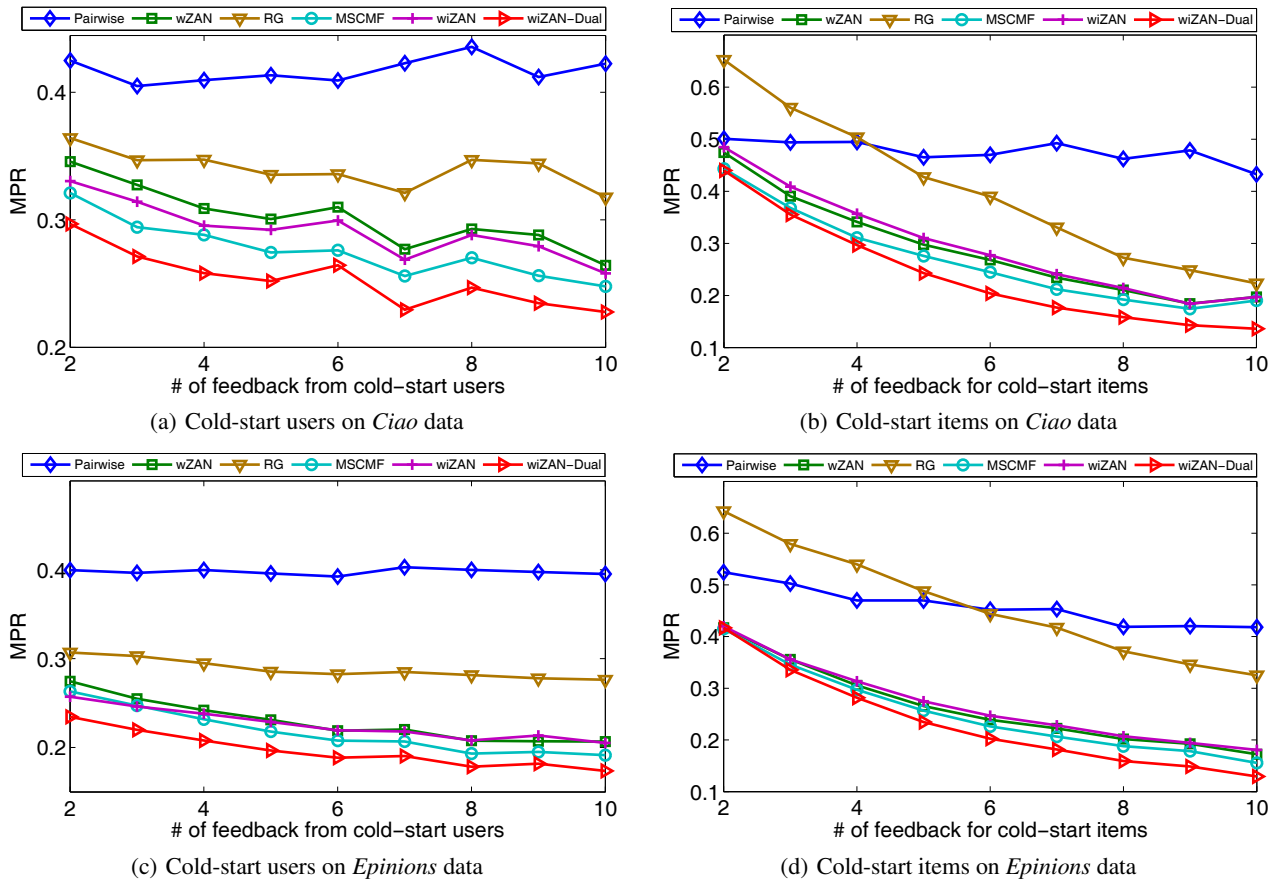 Pairwise wZAN RG MSCMF wiZAN wiZAN-Dual
0.4
0.3
0.2
MPR
2 4 6 8 10
# of feedback from cold-start users
(a) Cold-start users on Ciao data
Pairwise wZAN RG MSCMF wiZAN wiZAN-Dual
0.6
0.5
0.4
0.3
0.2
0.1
MPR
2 4 6 8 10
# of feedback for cold-start items
(b) Cold-start items on Ciao data
Pairwise wZAN RG MSCMF wiZAN wiZAN-Dual
0.4
0.3
0.2
MPR
2 4 6 8 10
# of feedback from cold-start users
(c) Cold-start users on Epinions data
Pairwise wZAN RG MSCMF wiZAN wiZAN-Dual
0.6
0.5
0.4
0.3
0.2
0.1
MPR
2 4 6 8 10
# of feedback for cold-start items
(d) Cold-start items on Epinions data